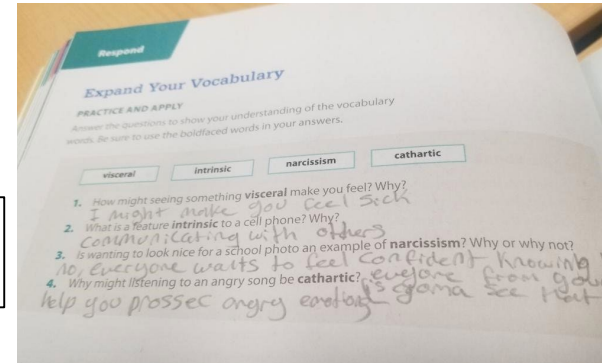 Respond
Expand Your Vocabulary
PRACTICE AND APPLY
Answer the questions to show your understanding of the vocabulary
words. Be sure to use the boldfaced words in your answers.
visceral intrinsic narcissism cathartic
1. How might seeing something visceral make you feel? Why?
I might make you feel sick
2. What is a feature intrinsic to a cell phone? Why?
Communicating with others
3. Is wanting to look nice for a school photo an example of narcissism? Why or why not?
no, everyone wants to feel confident knowing
4. Why might listening to an angry song be cathartic? from
is gonna see that
Help you prossec angry emotions